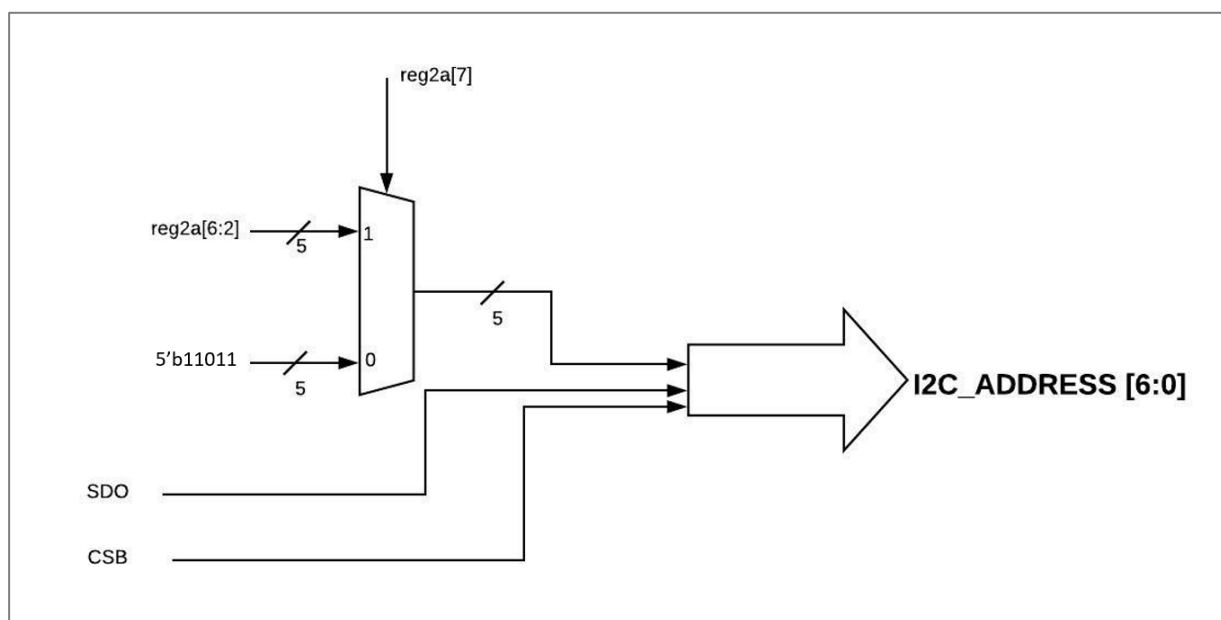 reg2a[7]
reg2a[6:2]
5
1
5
5'b11011
5
0
I2C_ADDRESS [6:0]
SDO
CSB